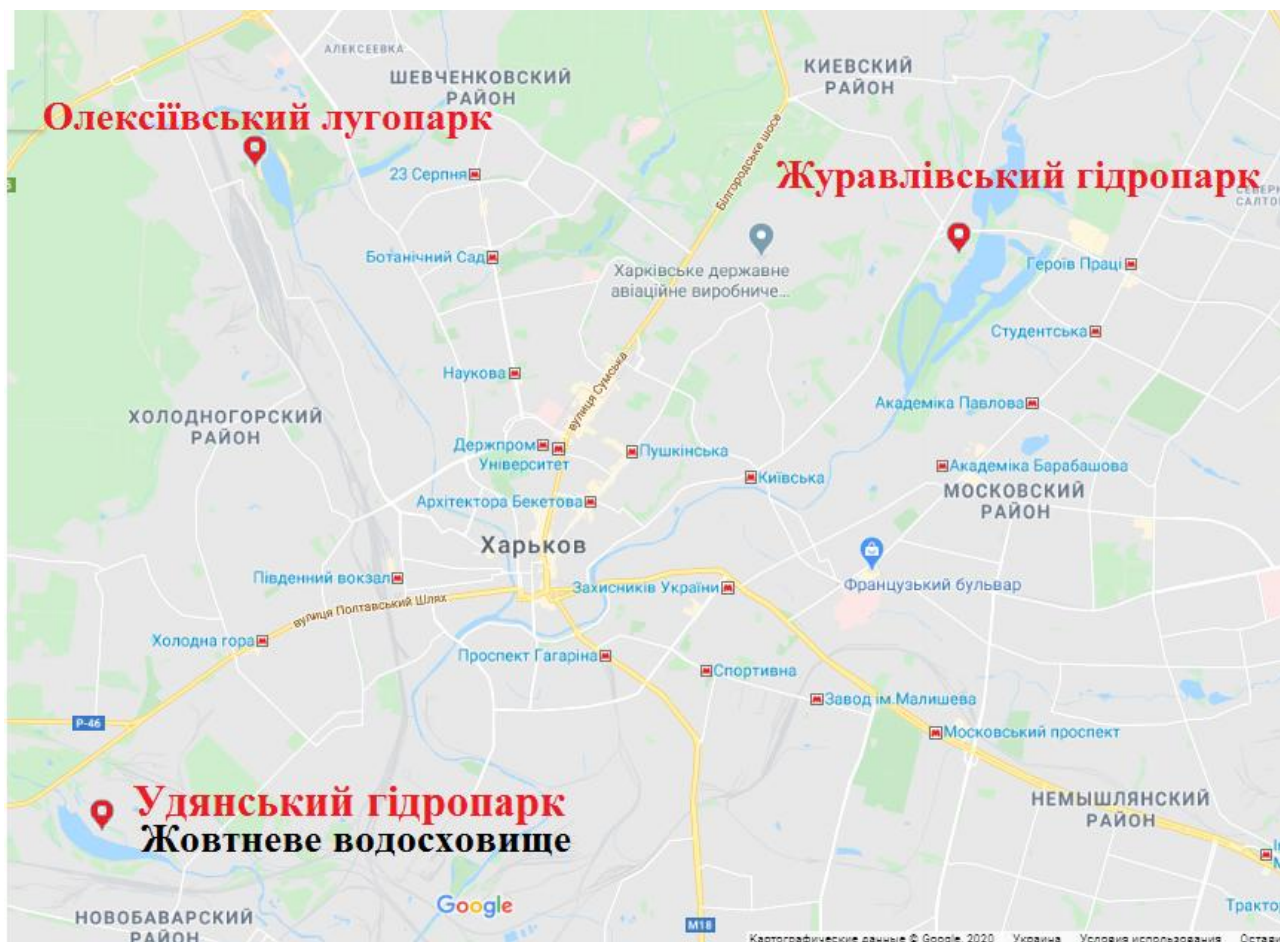 АЛЕКСЕЕВКА
ШЕВЧЕНКОВСКИЙ
РАЙОН
КИЕВСКИЙ
РАЙОН
Олексіївський лугопарк
23 Серпня
Білгородське шосе
Журавлівський гідропарк
Ботанічний Сад
Харківське державне
авіаційне виробниче...
Героїв Праці
Студентська
Наукова
вулиця Сумська
Академіка Павлова
ХОЛОДНОГОРСКИЙ
РАЙОН
Держпром
Університет
Пушкінська
Київська
Академіка Барабашова
МОСКОВСКИЙ
РАЙОН
Архітектора Бекетова
Харьков
Південний вокзал
Захисників України
Французький бульвар
вулиця Полтавський Шлях
Холодна гора
Проспект Гагаріна
Спортивна
Завод ім.Малишева
P-46
Московський проспект
Удянський гідропарк
Жовтневе водосховище
НЕМЫШЛЯНСКИЙ
РАЙОН
Google
НОВОБАВАРСКИЙ
РАЙОН
M18
Картографические данные © Google, 2020 Украина Условия использования